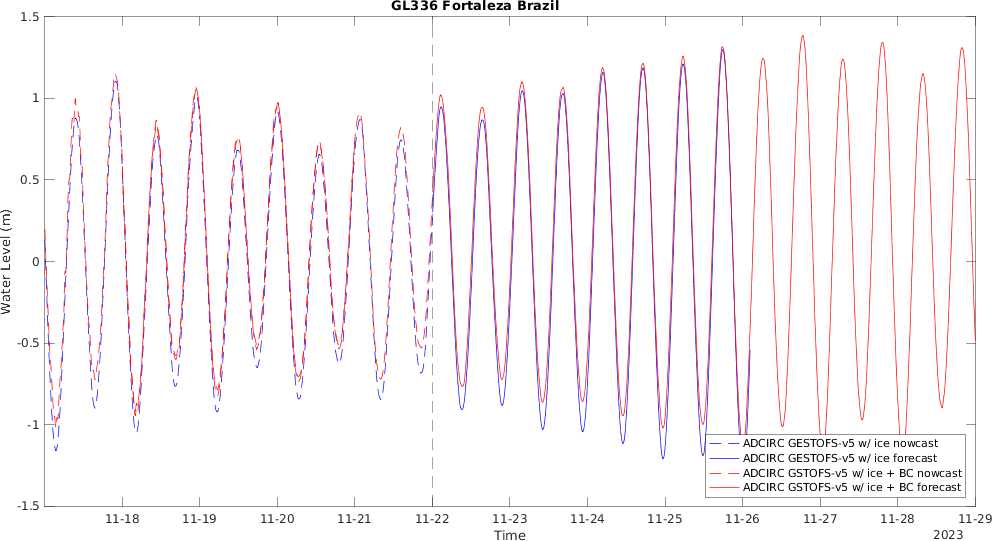 GL336 Fortaleza Brazil
1.5
1
0.5
0
-0.5
-1
-1.5
Water Level (m)
11-18 11-19 11-20 11-21 11-22 11-23 11-24 11-25 11-26 11-27 11-28 11-29
Time
2023
ADCIRC GESTOFS-v5 w/ ice nowcast
ADCIRC GESTOFS-v5 w/ ice forecast
ADCIRC GSTOFS-v5 w/ ice + BC nowcast
ADCIRC GSTOFS-v5 w/ ice + BC forecast